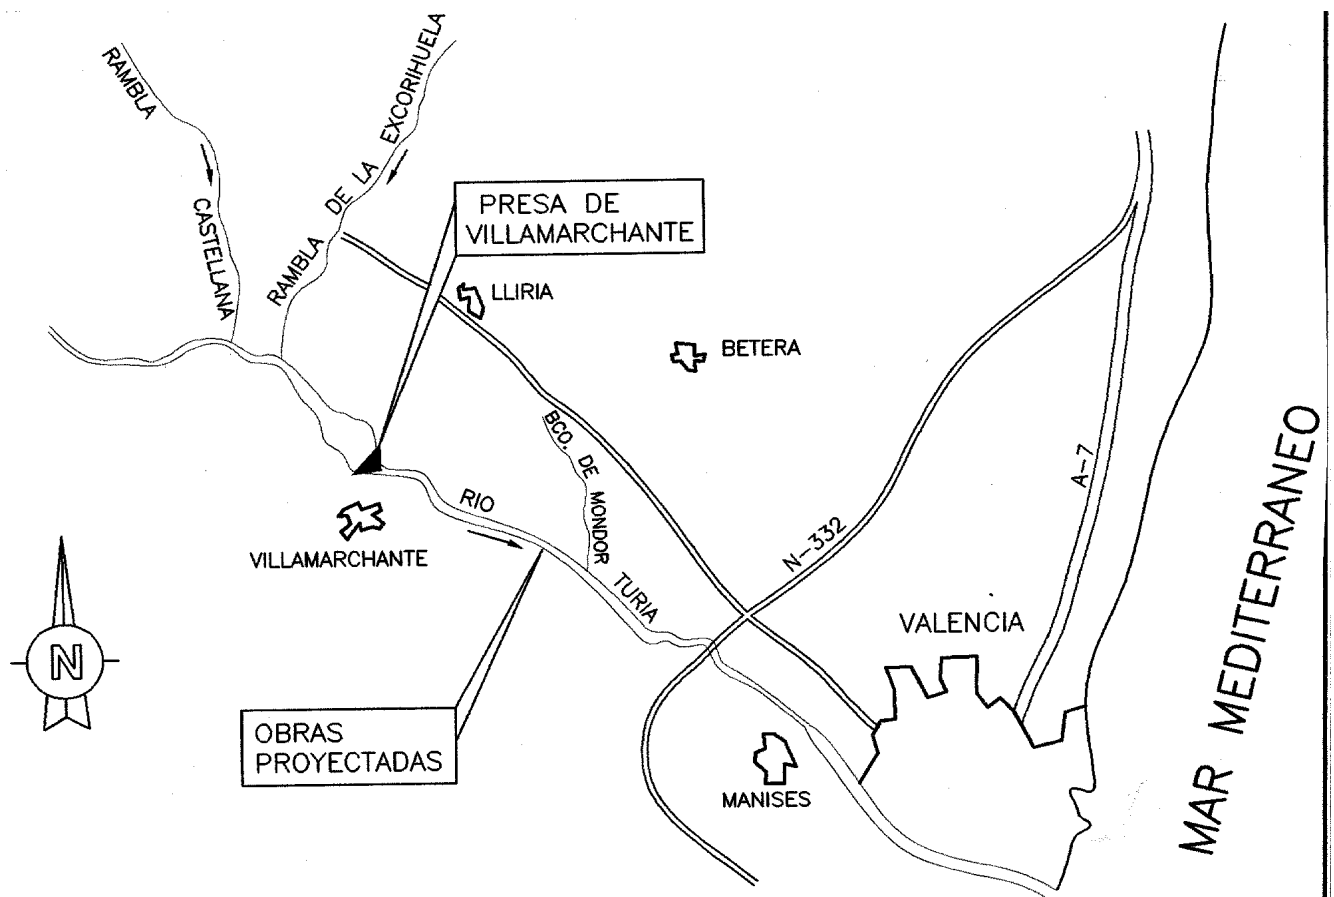 RAMBLA
CASTELLANA
RAMBLA DE LA EXCORIHUELA
PRESA DE
VILLAMARCHANTE
LLIRIA
BETERA
BCO. DE MONDOR
A-7
RIO
TURIA
N-332
VILLAMARCHANTE
VALENCIA
MAR MEDITERRANEO
N
OBRAS
PROYECTADAS
MANISES